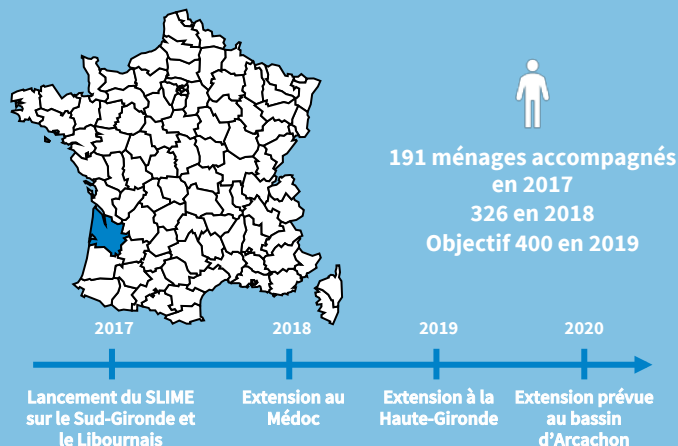 191 ménages accompagnés
en 2017
326 en 2018
Objectif 400 en 2019
2017
2018
2019
2020
Lancement du SLIME
sur le Sud-Gironde et
le Libournais
Extension au
Médoc
Extension à la
Haute-Gironde
Extension prévue
au bassin
d'Arcachon